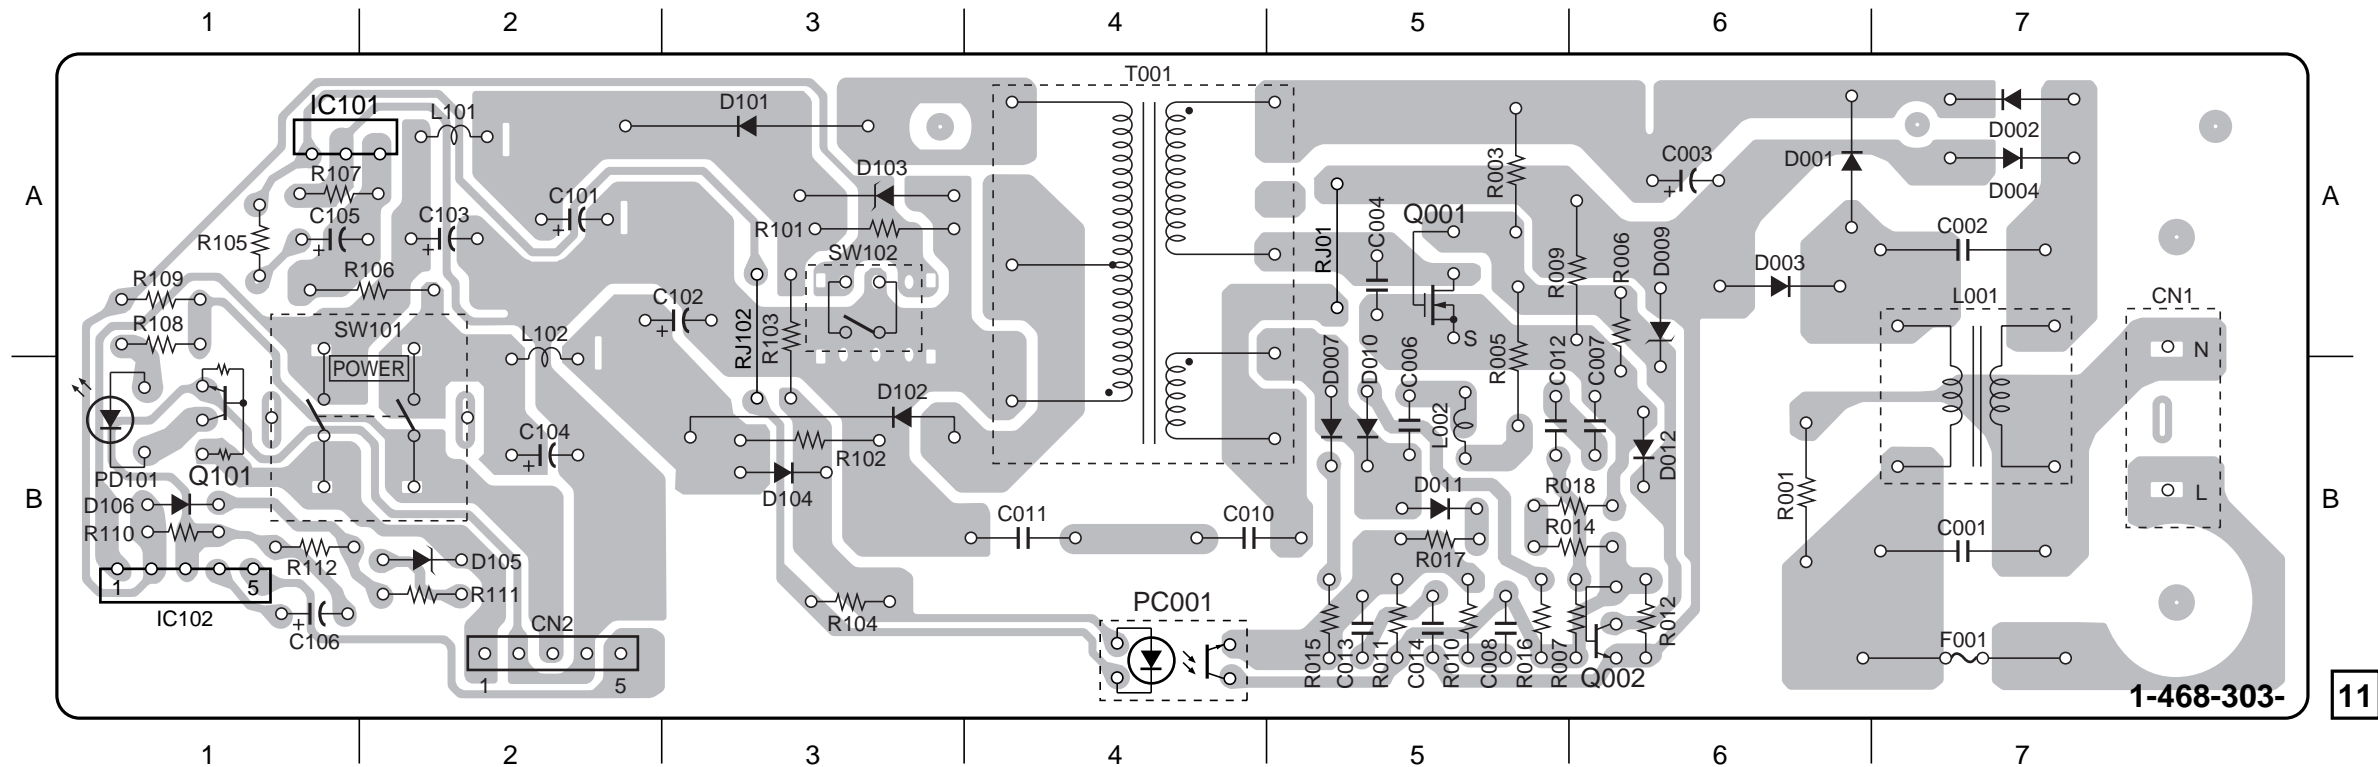 1 2 3 4 5 6 7
T001
IC101 L101 D101
D002
R107 D103 R003 C003 D001
D004
A C101 A
C105 C103 R101 C004 Q001 C002
R105 SW102 RJ01
R109 R106 R009 R006 D009 D003
C102 L001 CN1
R108 SW101 L102 RJ102 R103 S R005 N
POWER D007 D010 C006 C012 C007
D102
C104 R102 L002 D012
PD101 Q101 D104 D011 R018 R001 L
B D106 B
R110 C011 C010 R014 C001
R112 D105 R017
1 5 R111
IC102 PC001
C106 CN2 R104 R012 F001
1 5 R015 C013 R011 C014 R010 C008 R016 R007 Q002
1-468-303- 11
1 2 3 4 5 6 7
+ + + + + + + +